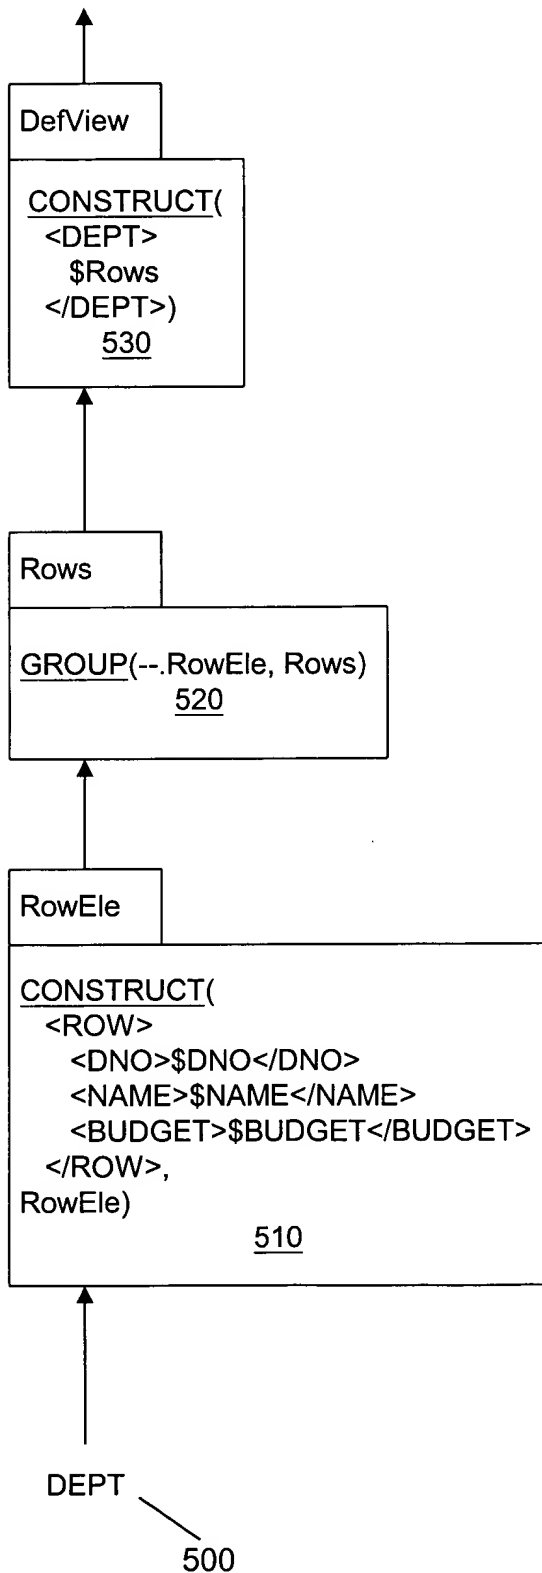 DefView
CONSTRUCT(
<DEPT>
$Rows
</DEPT>)
530
Rows
GROUP(--.RowEle, Rows)
520
RowEle
CONSTRUCT(
<ROW>
<DNO>$DNO</DNO>
<NAME>$NAME</NAME>
<BUDGET>$BUDGET</BUDGET>
</ROW>,
RowEle)
510
DEPT
500